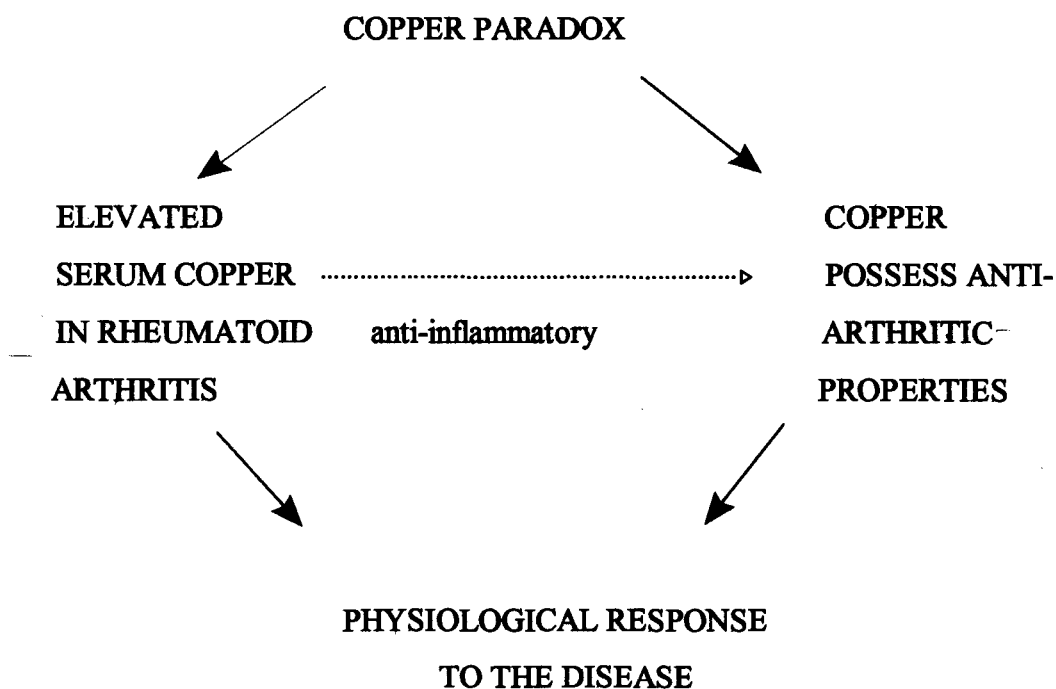 COPPER PARADOX
ELEVATED
SERUM COPPER
IN RHEUMATOID
ARTHRITIS
anti-inflammatory
COPPER
POSSESS ANTI-
ARTHRITIC
PROPERTIES
PHYSIOLOGICAL RESPONSE
TO THE DISEASE